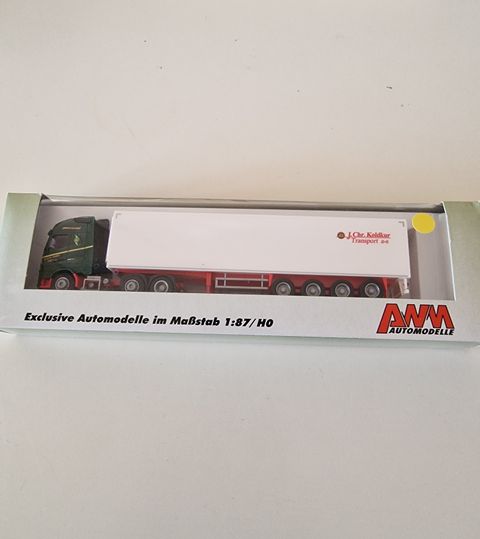 J. Chr. Koldkur
Transport a·s
Exclusive Automodelle im Maßstab 1:87/H0
AWM
AUTOMODELLE